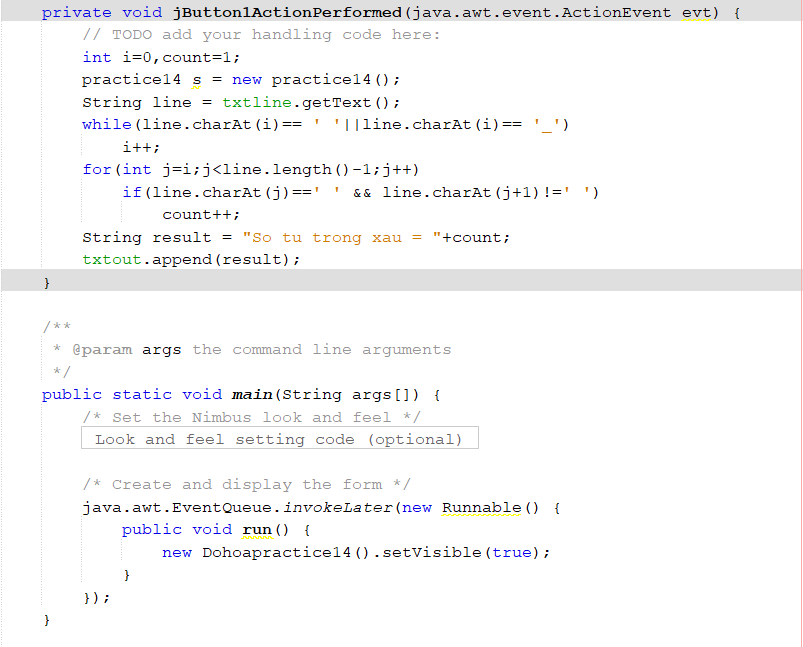 private void jButton1ActionPerformed(java.awt.event.ActionEvent evt) {
// TODO add your handling code here:
int i=0,count=1;
practice14 s = new practice14();
String line = txtline.getText();
while(line.charAt(i)== ' '||line.charAt(i)== '_')
i++;
for(int j=i;j<line.length()-1;j++)
if(line.charAt(j)==' ' && line.charAt(j+1)!=' ')
count++;
String result = "So tu trong xau = "+count;
txtout.append(result);
}
/**
* @param args the command line arguments
*/
public static void main(String args[]) {
/* Set the Nimbus look and feel */
Look and feel setting code (optional)
/* Create and display the form */
java.awt.EventQueue.invokeLater(new Runnable() {
public void run() {
new Dohoapractice14().setVisible(true);
}
});
}